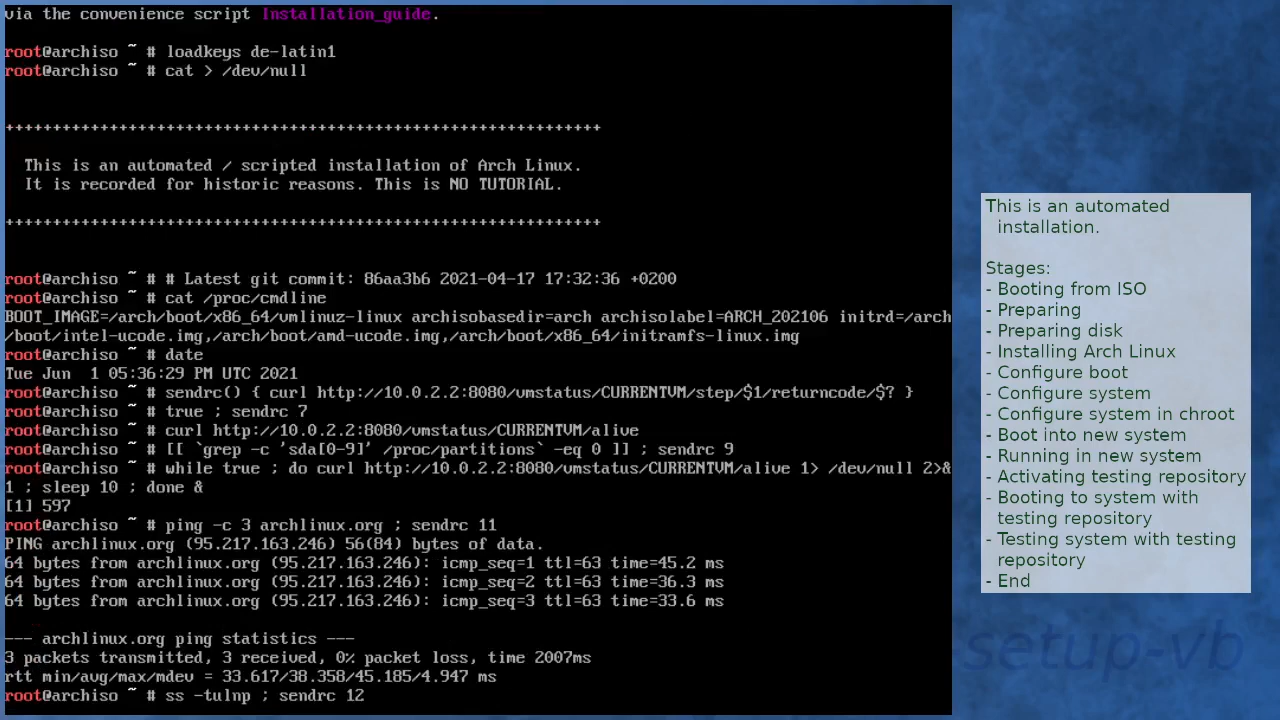 via the convenience script Installation_guide.
root@archiso ~ # loadkeys de-latin1
root@archiso ~ # cat > /dev/null
+++++++++++++++++++++++++++++++++++++++++++++++++++++++++++++++
This is an automated / scripted installation of Arch Linux.
It is recorded for historic reasons. This is NO TUTORIAL.
+++++++++++++++++++++++++++++++++++++++++++++++++++++++++++++++
root@archiso ~ # # Latest git commit: 86aa3b6 2021-04-17 17:32:36 +0200
root@archiso ~ # cat /proc/cmdline
BOOT_IMAGE=/arch/boot/x86_64/vmlinuz-linux archisobasedir=arch archisolabel=ARCH_202106 initrd=/arch
/boot/intel-ucode.img,/arch/boot/amd-ucode.img,/arch/boot/x86_64/initramfs-linux.img
root@archiso ~ # date
Tue Jun  1 05:36:29 PM UTC 2021
root@archiso ~ # sendrc() { curl http://10.0.2.2:8080/vmstatus/CURRENTVM/step/$1/returncode/$? }
root@archiso ~ # true ; sendrc 7
root@archiso ~ # curl http://10.0.2.2:8080/vmstatus/CURRENTVM/alive
root@archiso ~ # [[ `grep -c 'sda[0-9]' /proc/partitions` -eq 0 ]] ; sendrc 9
root@archiso ~ # while true ; do curl http://10.0.2.2:8080/vmstatus/CURRENTVM/alive 1> /dev/null 2>&
1 ; sleep 10 ; done &
[1] 597
root@archiso ~ # ping -c 3 archlinux.org ; sendrc 11
PING archlinux.org (95.217.163.246) 56(84) bytes of data.
64 bytes from archlinux.org (95.217.163.246): icmp_seq=1 ttl=63 time=45.2 ms
64 bytes from archlinux.org (95.217.163.246): icmp_seq=2 ttl=63 time=36.3 ms
64 bytes from archlinux.org (95.217.163.246): icmp_seq=3 ttl=63 time=33.6 ms
--- archlinux.org ping statistics ---
3 packets transmitted, 3 received, 0% packet loss, time 2007ms
rtt min/avg/max/mdev = 33.617/38.358/45.185/4.947 ms
root@archiso ~ # ss -tulnp ; sendrc 12
This is an automated
installation.
Stages:
- Booting from ISO
- Preparing
- Preparing disk
- Installing Arch Linux
- Configure boot
- Configure system
- Configure system in chroot
- Boot into new system
- Running in new system
- Activating testing repository
- Booting to system with
testing repository
- Testing system with testing
repository
- End
setup-vb